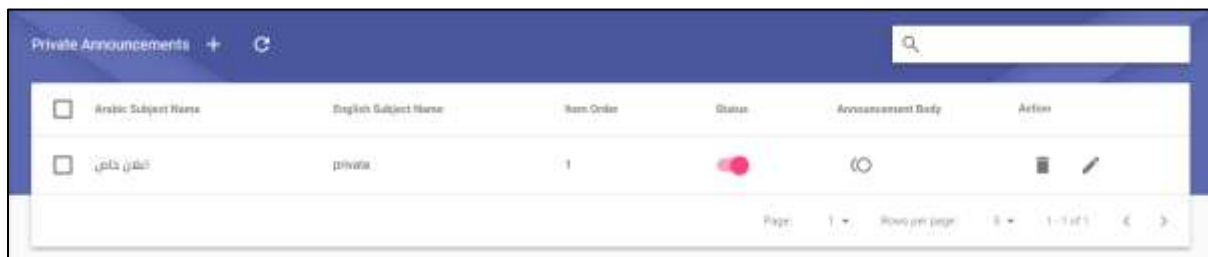 Private Announcements +
Arabic Subject Name English Subject Name Item Order Status Announcement Body Action
اعلان خاص private 1
Page: 1 Rows per page: 1-1 of 1